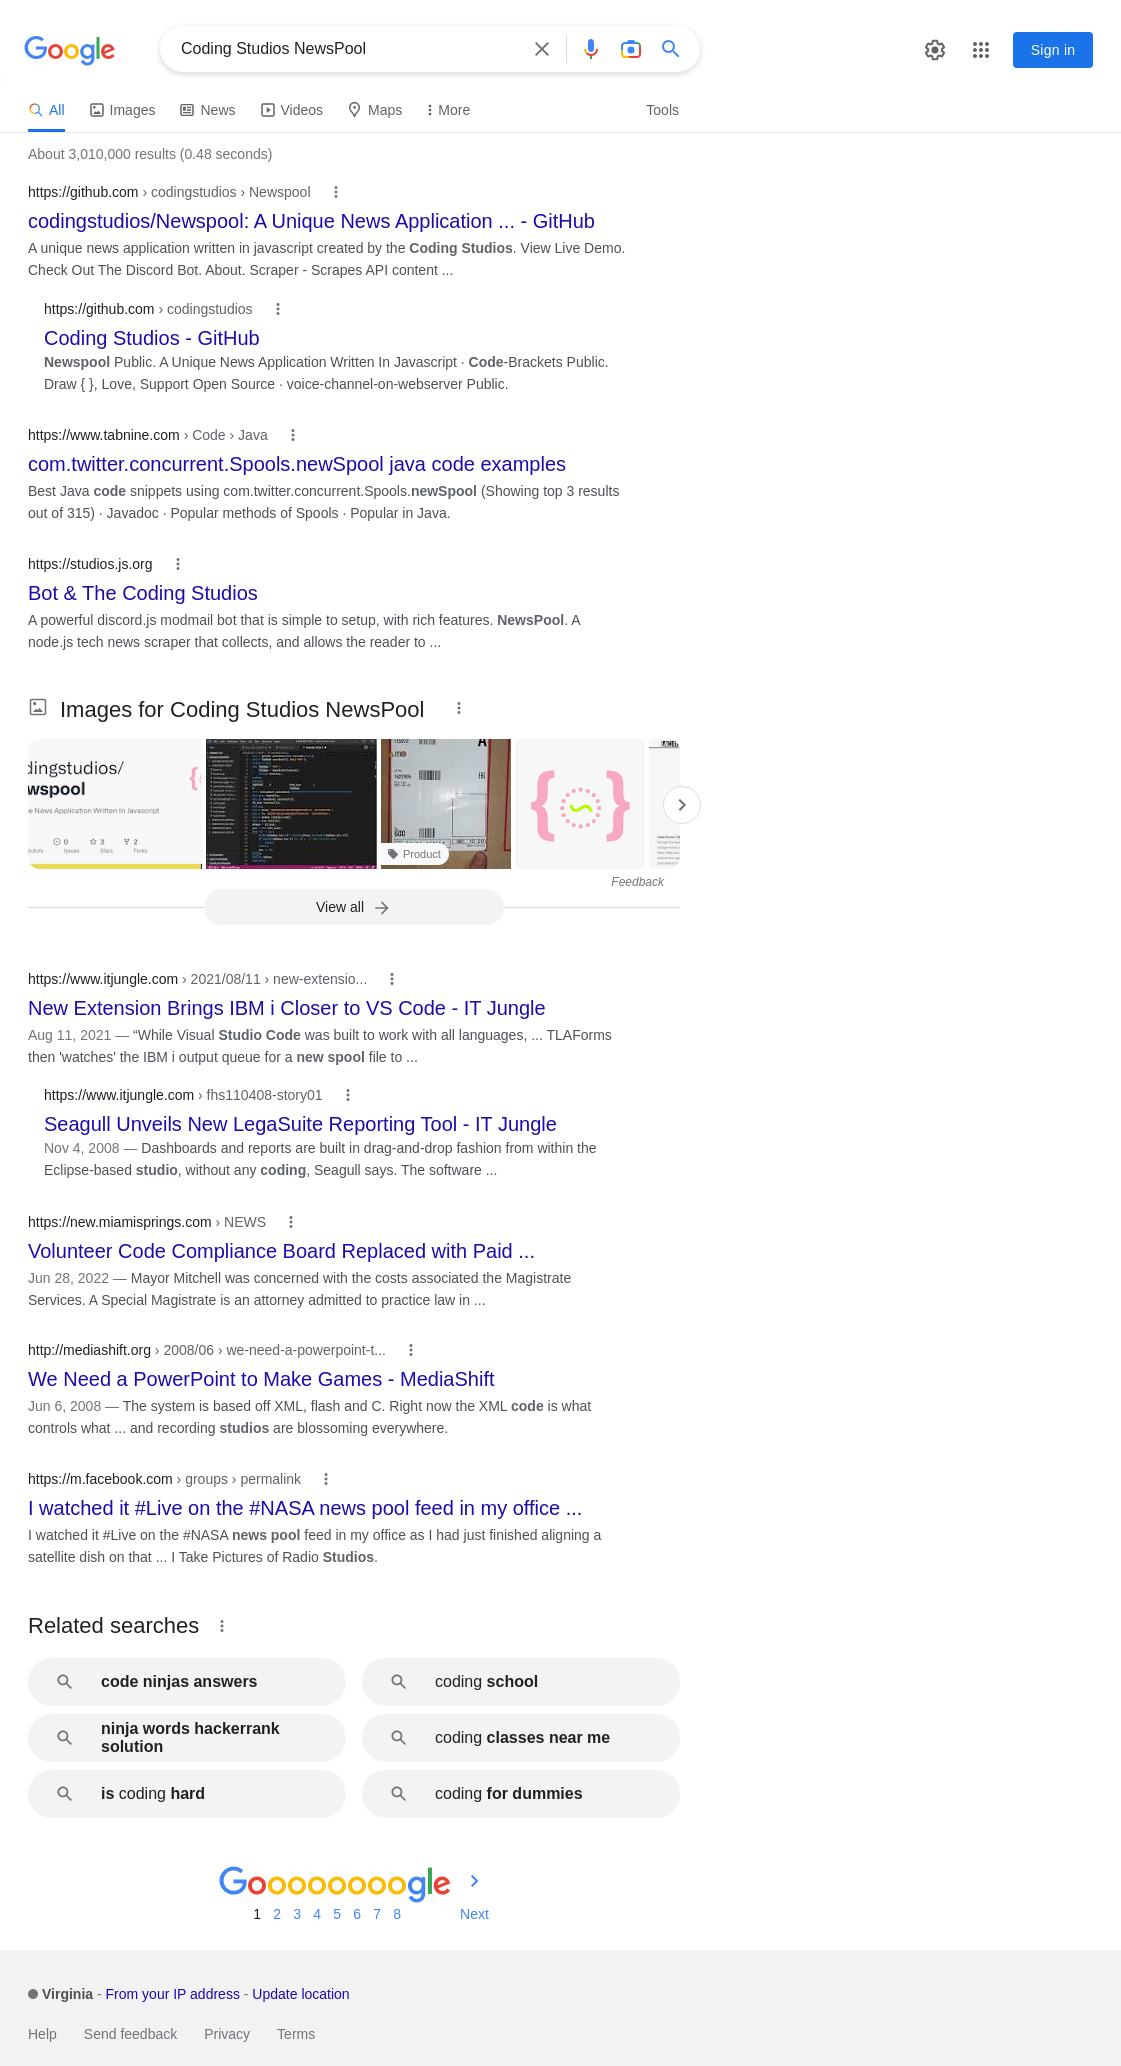 Google
Coding Studios NewsPool
Sign in
All
Images
News
Videos
Maps
More
Tools
About 3,010,000 results (0.48 seconds)
https://github.com › codingstudios › Newspool
codingstudios/Newspool: A Unique News Application ... - GitHub
A unique news application written in javascript created by the Coding Studios. View Live Demo.
Check Out The Discord Bot. About. Scraper - Scrapes API content ...
https://github.com › codingstudios
Coding Studios - GitHub
Newspool Public. A Unique News Application Written In Javascript · Code-Brackets Public.
Draw { }, Love, Support Open Source · voice-channel-on-webserver Public.
https://www.tabnine.com › Code › Java
com.twitter.concurrent.Spools.newSpool java code examples
Best Java code snippets using com.twitter.concurrent.Spools.newSpool (Showing top 3 results
out of 315) · Javadoc · Popular methods of Spools · Popular in Java.
https://studios.js.org
Bot & The Coding Studios
A powerful discord.js modmail bot that is simple to setup, with rich features. NewsPool. A
node.js tech news scraper that collects, and allows the reader to ...
Images for Coding Studios NewsPool
dingstudios/
wspool
e News Application Written In Javascript
0
3
2
Issues
Stars
Forks
Product
Feedback
View all
https://www.itjungle.com › 2021/08/11 › new-extensio...
New Extension Brings IBM i Closer to VS Code - IT Jungle
Aug 11, 2021 — “While Visual Studio Code was built to work with all languages, ... TLAForms
then 'watches' the IBM i output queue for a new spool file to ...
https://www.itjungle.com › fhs110408-story01
Seagull Unveils New LegaSuite Reporting Tool - IT Jungle
Nov 4, 2008 — Dashboards and reports are built in drag-and-drop fashion from within the
Eclipse-based studio, without any coding, Seagull says. The software ...
https://new.miamisprings.com › NEWS
Volunteer Code Compliance Board Replaced with Paid ...
Jun 28, 2022 — Mayor Mitchell was concerned with the costs associated the Magistrate
Services. A Special Magistrate is an attorney admitted to practice law in ...
http://mediashift.org › 2008/06 › we-need-a-powerpoint-t...
We Need a PowerPoint to Make Games - MediaShift
Jun 6, 2008 — The system is based off XML, flash and C. Right now the XML code is what
controls what ... and recording studios are blossoming everywhere.
https://m.facebook.com › groups › permalink
I watched it #Live on the #NASA news pool feed in my office ...
I watched it #Live on the #NASA news pool feed in my office as I had just finished aligning a
satellite dish on that ... I Take Pictures of Radio Studios.
Related searches
code ninjas answers
coding school
ninja words hackerrank
solution
coding classes near me
is coding hard
coding for dummies
Goooooooogle
1 2 3 4 5 6 7 8 Next
Virginia - From your IP address - Update location
Help
Send feedback
Privacy
Terms